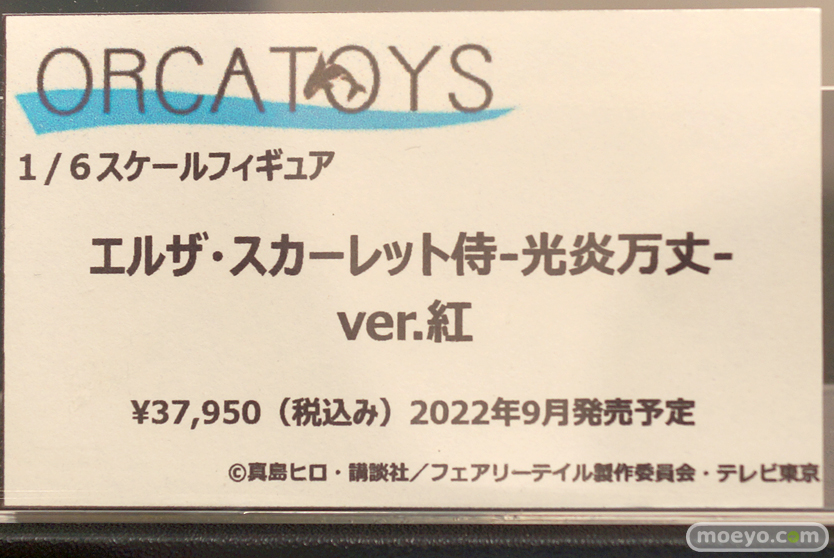 ORCATOYS
1/6スケールフィギュア
エルザ・スカーレット侍-光炎万丈-
ver.紅
¥37,950（税込み）2022年9月発売予定
©真島ヒロ・講談社／フェアリーテイル製作委員会・テレビ東京
moeyo.com